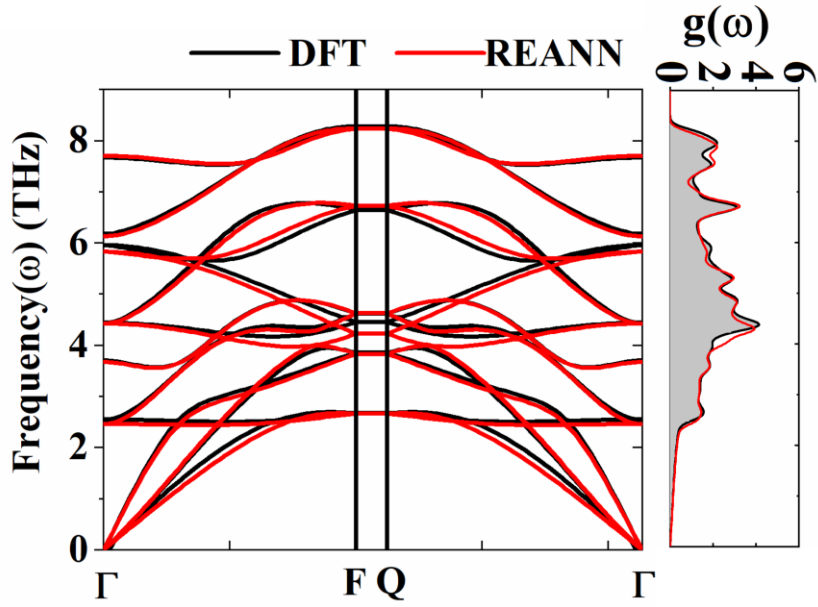 DFT REANN
g(ω)
0 2 4 6
8
6
4
2
0
Frequency(ω) (THz)
Γ F Q Γ